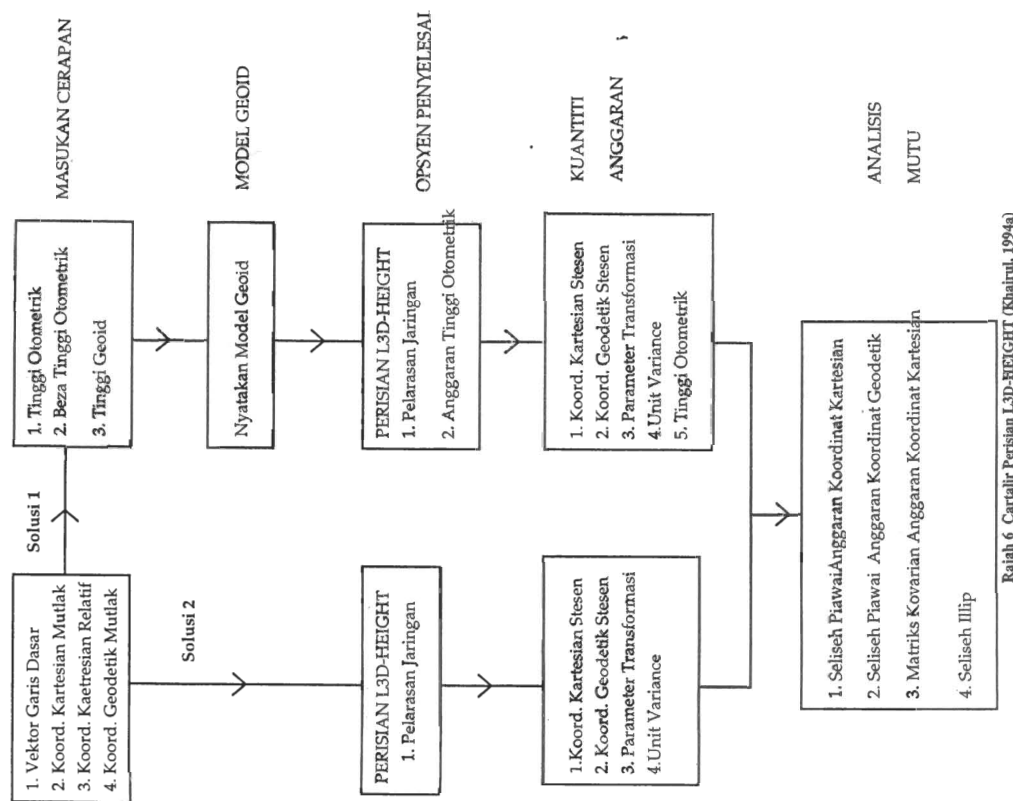 MASUKAN CERAPAN
1. Vektor Garis Dasar
2. Koord. Kartesian Mutlak
3. Koord. Kaetresian Relatif
4. Koord. Geodetik Mutlak
Solusi 1
1. Tinggi Otometrik
2. Beza Tinggi Otometrik
3. Tinggi Geoid
MODEL GEOID
Solusi 2
Nyatakan Model Geoid
OPSYEN PENYELESAI
PERISIAN L3D-HEIGHT
1. Pelarasan Jaringan
PERISIAN L3D-HEIGHT
1. Pelarasan Jaringan
2. Anggaran Tinggi Otometrik
KUANTITI
ANGGARAN
1.Koord. Kartesian Stesen
2. Koord. Geodetik Stesen
3. Parameter Transformasi
4.Unit Variance
1. Koord. Kartesan Stesen
2. Koord. Geodetik Stesen
3. Parameter Transformasi
4.Unit Variance
5. Tinggi Otometrik
ANALISIS
MUTU
1. Seliseh PiawaiAnggaran Koordinat Kartesian
2. Seliseh Piawai Anggaran Koordinat Geodetik
3. Matriks Kovarian Anggaran Koordinat Kartesian
4. Seliseh Illip
Rajah 6 Cartalir Perisian L3D-HEIGHT (Khairul, 1994a)